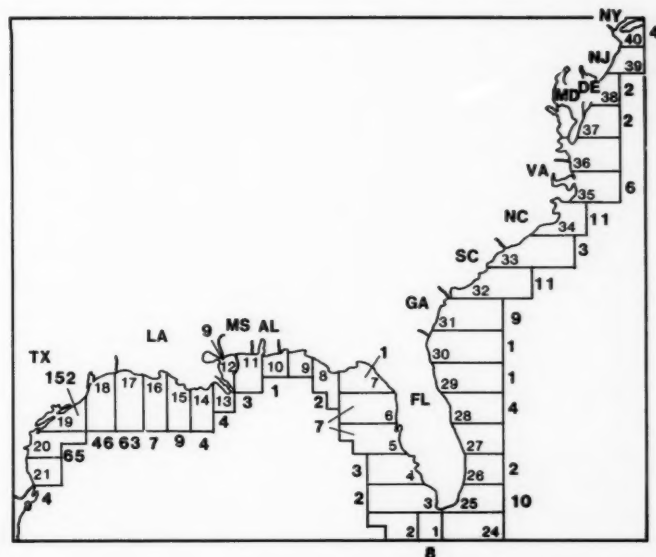 NY
40 4
NJ
39
DE
MD 38 2
37 2
36
VA
35 6
NC
34 11
SC
33 3
32 11
GA
31 9
30 1
29 1
FL
28 4
27
26 2
25 10
24
8
LA
9 MS AL
TX
152
1
12 11 10 9 8 7
18 17 16 15 14 13
19
20
21
65
4
46 63 7 9 4
3 1 2
7
6
5
4
3
3
2
2 1